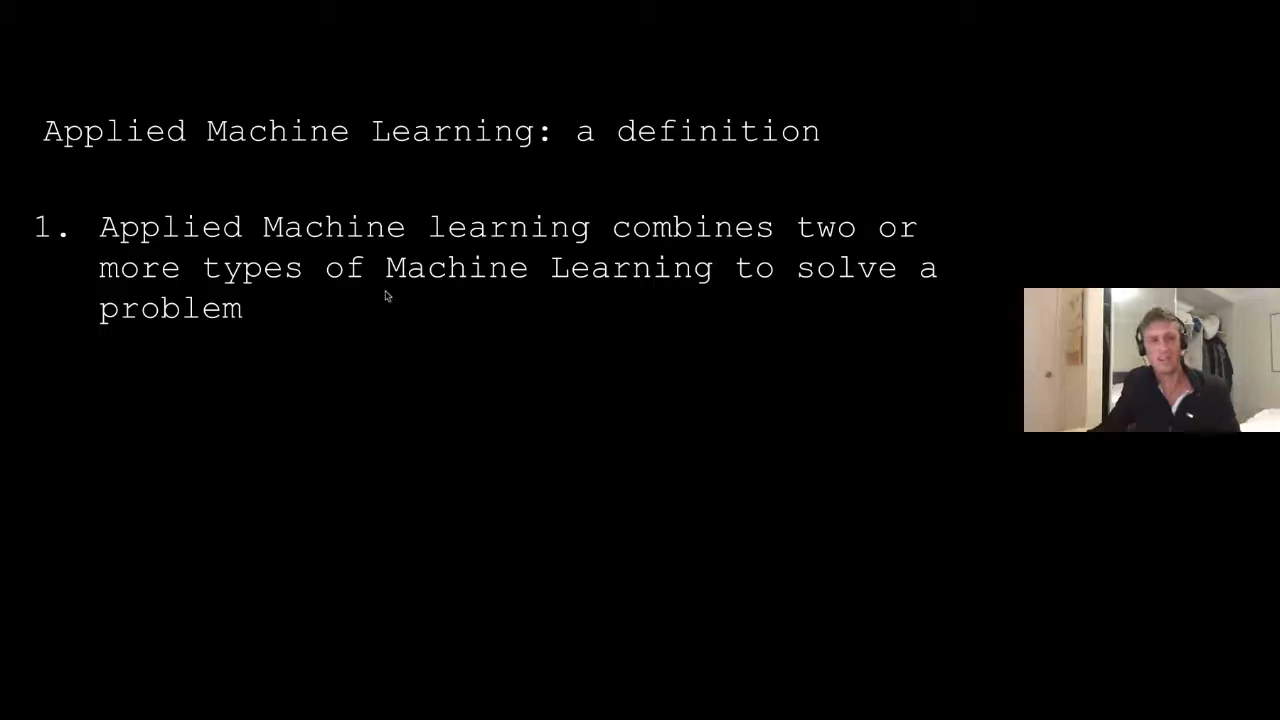 Applied Machine Learning: a definition
1. Applied Machine learning combines two or
more types of Machine Learning to solve a
problem